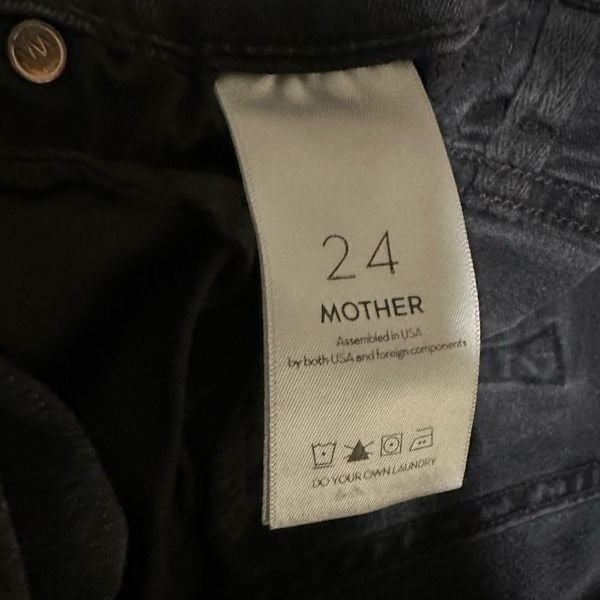 M
24
MOTHER
Assembled in USA
by both USA and foreign components
DO YOUR OWN LAUNDRY